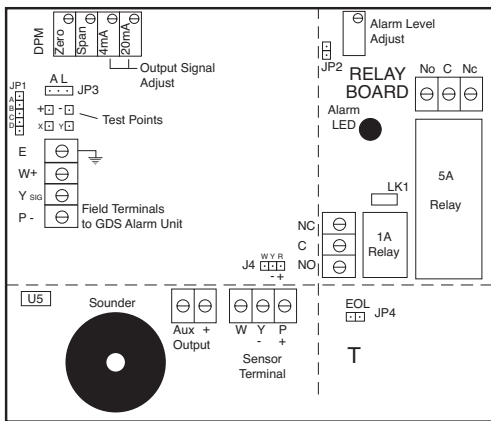 DPM
Zero
Span
4mA
20mA
Output Signal
Adjust
JP1
A
B
C
D
A L
JP3
+ -
X Y
Test Points
E
W+
Y SIG
P -
Field Terminals
to GDS Alarm Unit
J4
W Y R
- +
Alarm Level
Adjust
JP2
RELAY
BOARD
No C Nc
Alarm
LED
LK1
5A
Relay
NC
C
NO
1A
Relay
U5
Sounder
Aux +
Output
W Y P
- +
Sensor
Terminal
EOL
JP4
T